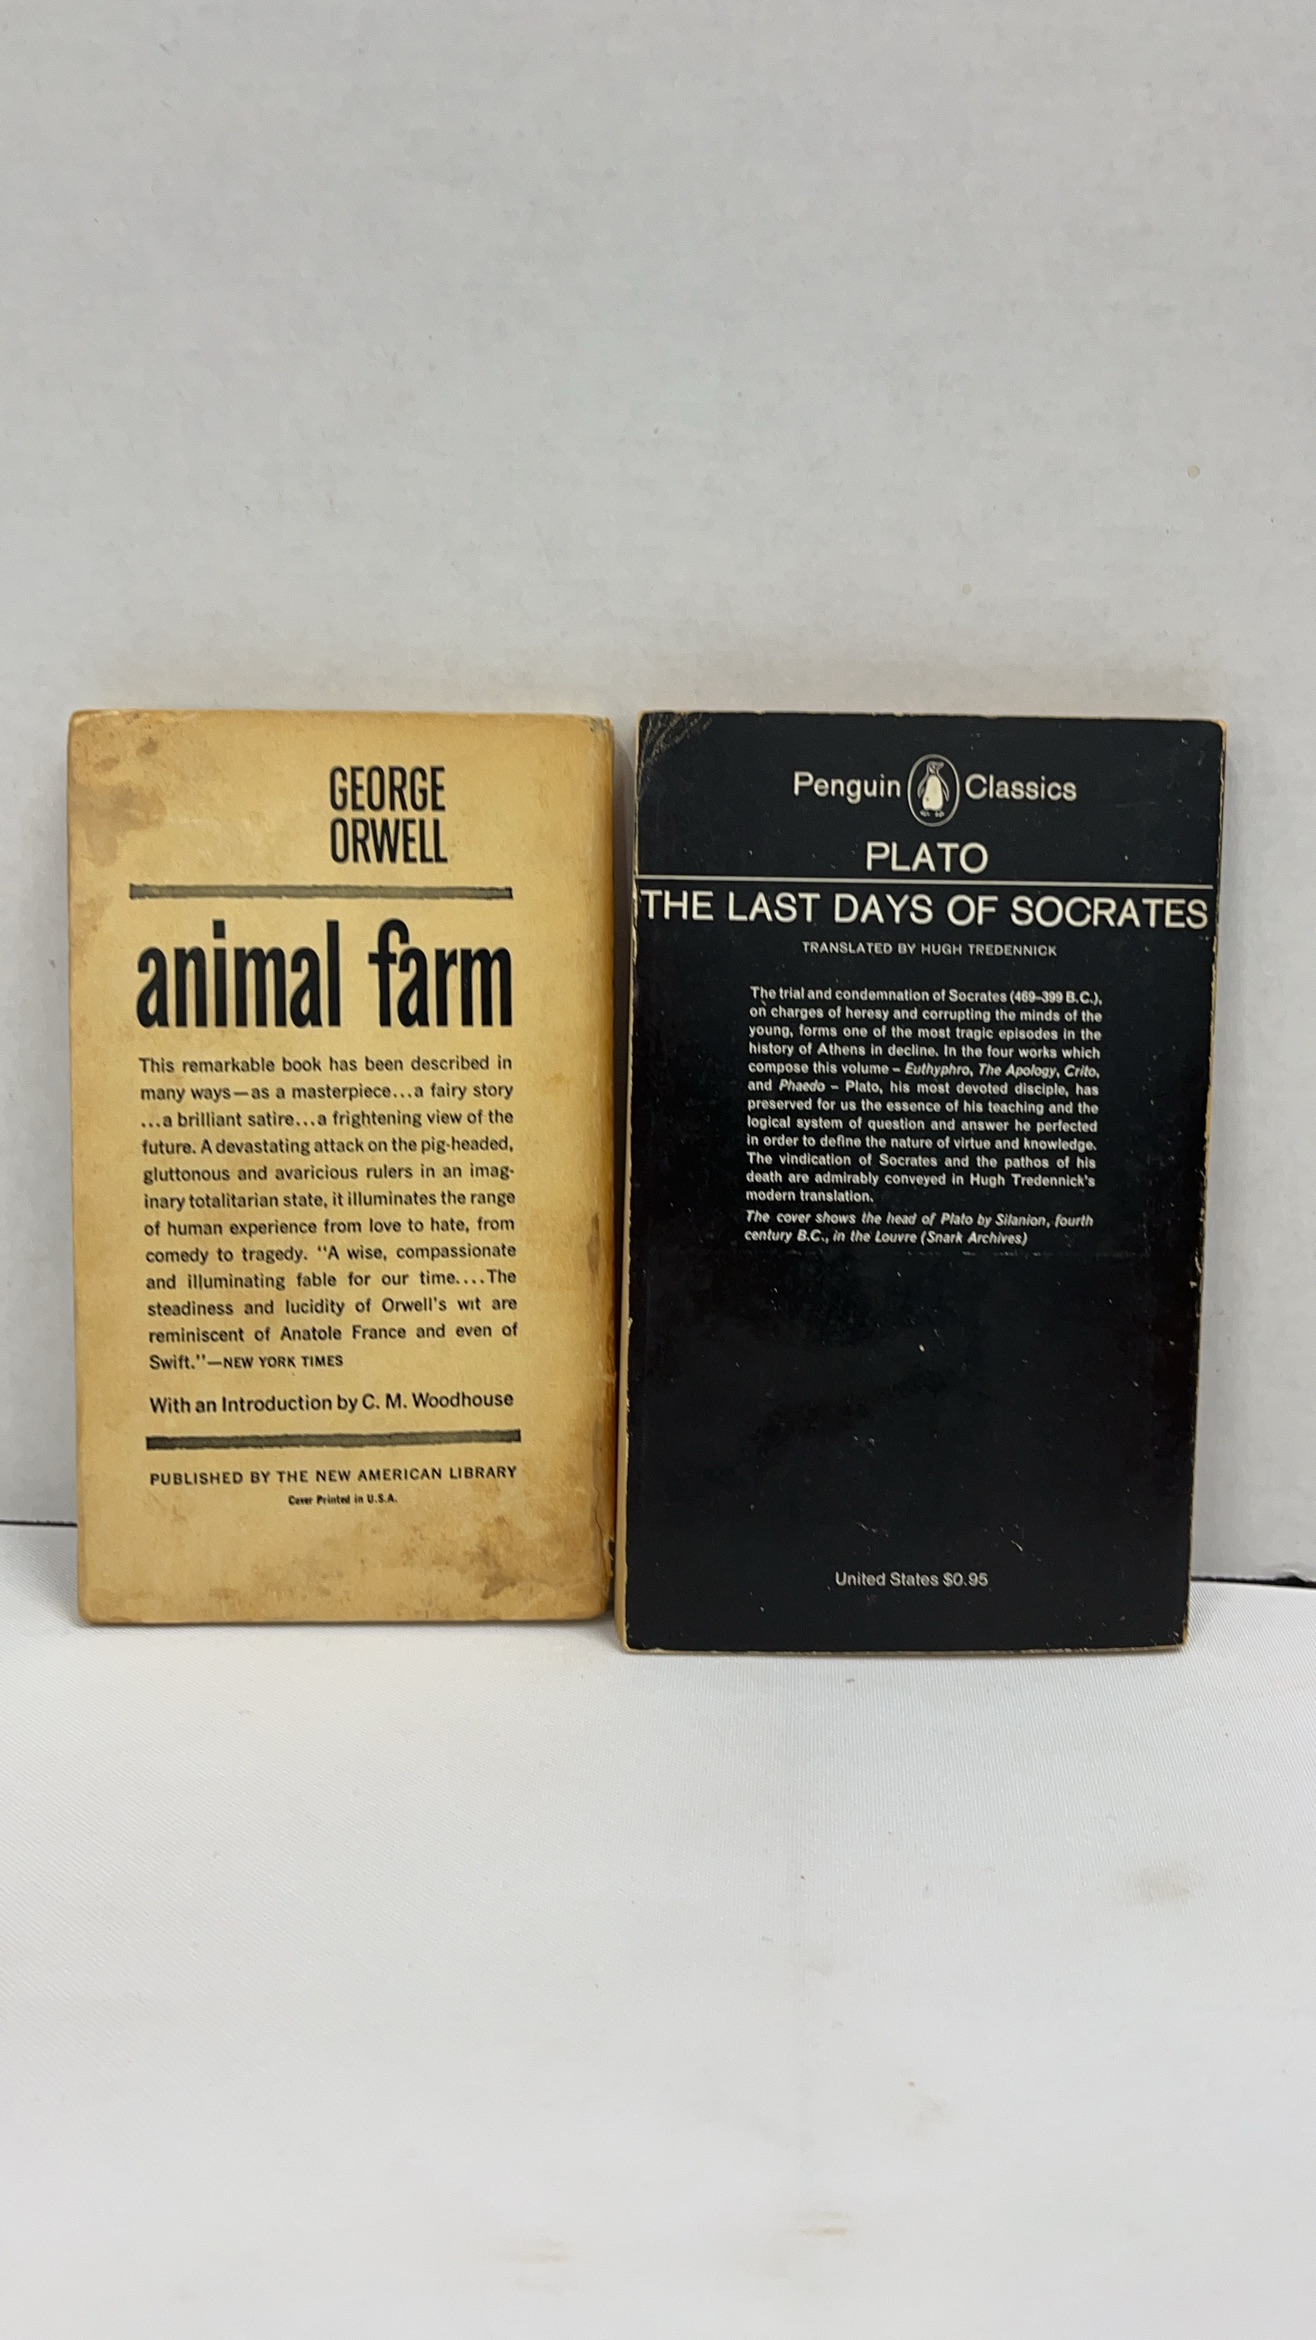 GEORGE
ORWELL
animal farm
This remarkable book has been described in
many ways—as a masterpiece...a fairy story
...a brilliant satire...a frightening view of the
future. A devastating attack on the pig-headed,
gluttonous and avaricious rulers in an imag-
inary totalitarian state, it illuminates the range
of human experience from love to hate, from
comedy to tragedy. "A wise, compassionate
and illuminating fable for our time....The
steadiness and lucidity of Orwell's wit are
reminiscent of Anatole France and even of
Swift."—NEW YORK TIMES
With an Introduction by C. M. Woodhouse
PUBLISHED BY THE NEW AMERICAN LIBRARY
Cover Printed in U.S.A.
Penguin Classics
PLATO
THE LAST DAYS OF SOCRATES
TRANSLATED BY HUGH TREDENNICK
The trial and condemnation of Socrates (469–399 B.C.),
on charges of heresy and corrupting the minds of the
young, forms one of the most tragic episodes in the
history of Athens in decline. In the four works which
compose this volume – Euthyphro, The Apology, Crito,
and Phaedo – Plato, his most devoted disciple, has
preserved for us the essence of his teaching and the
logical system of question and answer he perfected
in order to define the nature of virtue and knowledge.
The vindication of Socrates and the pathos of his
death are admirably conveyed in Hugh Tredennick's
modern translation.
The cover shows the head of Plato by Silanion, fourth
century B.C., in the Louvre (Snark Archives)
United States $0.95